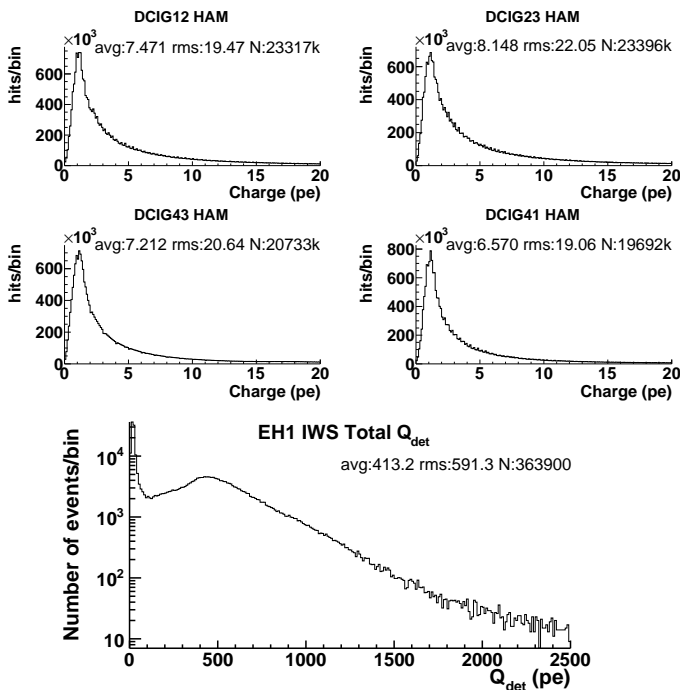 DCIG12 HAM
×10³
avg:7.471 rms:19.47 N:23317k
hits/bin
600
400
200
0
0 5 10 15 20
Charge (pe)
DCIG23 HAM
×10³
avg:8.148 rms:22.05 N:23396k
hits/bin
600
400
200
0
0 5 10 15 20
Charge (pe)
DCIG43 HAM
×10³
avg:7.212 rms:20.64 N:20733k
hits/bin
600
400
200
0
0 5 10 15 20
Charge (pe)
DCIG41 HAM
×10³
avg:6.570 rms:19.06 N:19692k
hits/bin
800
600
400
200
0
0 5 10 15 20
Charge (pe)
EH1 IWS Total Q_det
avg:413.2 rms:591.3 N:363900
Number of events/bin
10⁴
10³
10²
10
0 500 1000 1500 2000 2500
Q_det (pe)